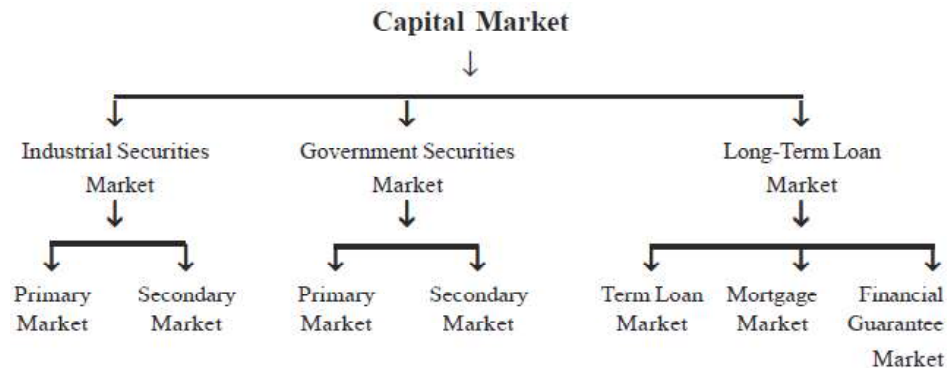 Capital Market
↓
Industrial Securities
Market
Government Securities
Market
Long-Term Loan
Market
Primary
Market
Secondary
Market
Primary
Market
Secondary
Market
Term Loan
Market
Mortgage
Market
Financial
Guarantee
Market